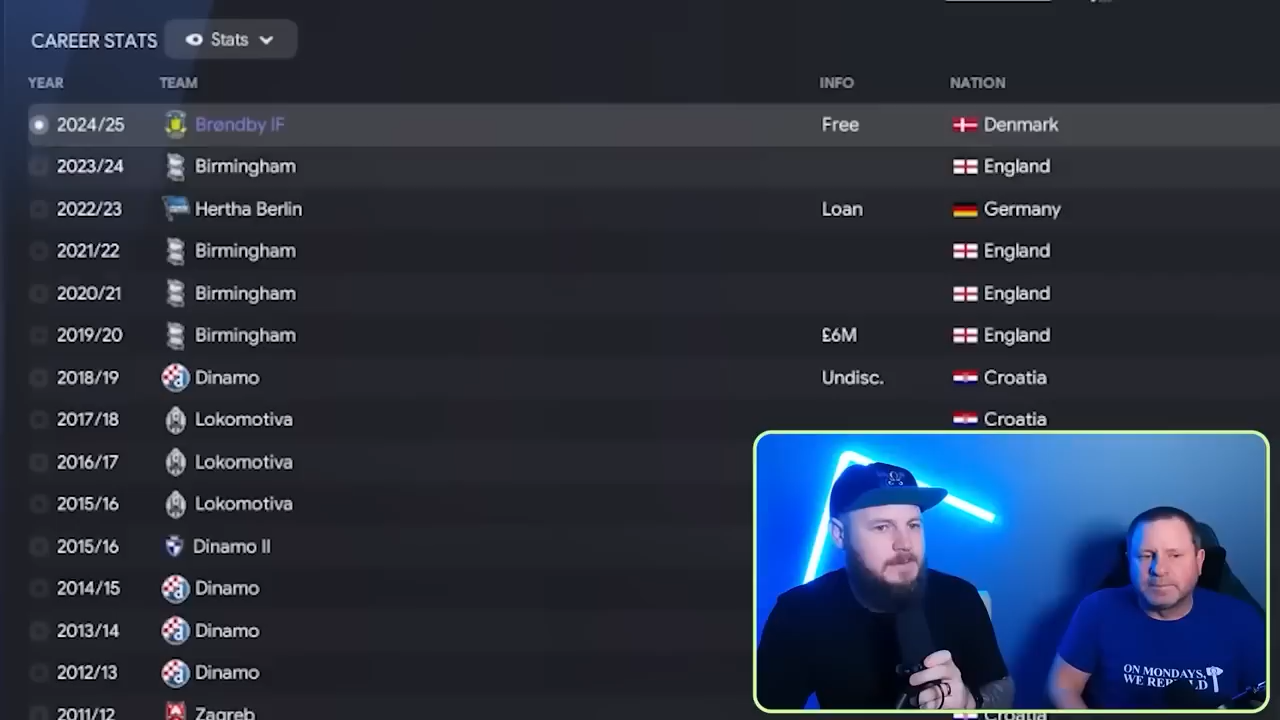 CAREER STATS Stats
YEAR TEAM INFO NATION
2024/25 Brøndby IF Free Denmark
2023/24 Birmingham England
2022/23 Hertha Berlin Loan Germany
2021/22 Birmingham England
2020/21 Birmingham England
2019/20 Birmingham £6M England
2018/19 Dinamo Undisc. Croatia
2017/18 Lokomotiva Croatia
2016/17 Lokomotiva
2015/16 Lokomotiva
2015/16 Dinamo II
2014/15 Dinamo
2013/14 Dinamo
2012/13 Dinamo
2011/12 Zagreb Croatia
ON MONDAYS,
WE REBUILD